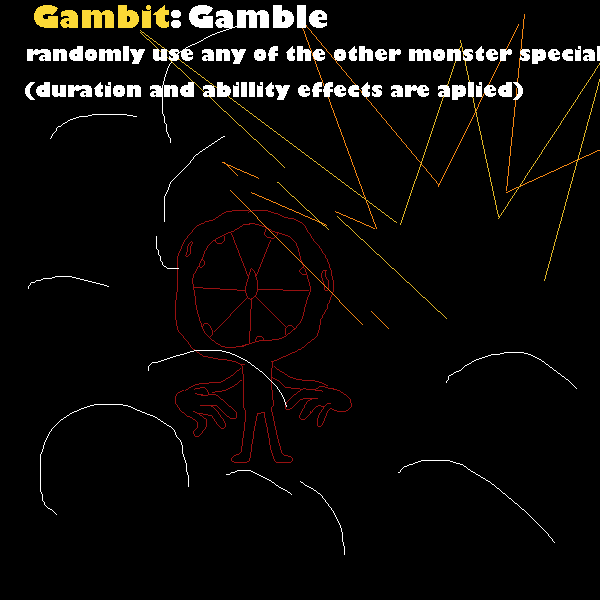 Gambit: Gamble
randomly use any of the other monster special
(duration and abillity effects are aplied)